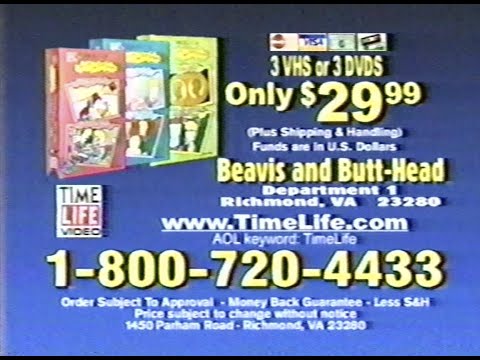 VISA
3 VHS or 3 DVDS
Only $29.99
(Plus Shipping & Handling)
Funds are in U.S. Dollars
Beavis and Butt-Head
Department 1
Richmond, VA 23280
TIME
LIFE
VIDEO
www.TimeLife.com
AOL keyword: TimeLife
1-800-720-4433
Order Subject To Approval - Money Back Guarantee - Less S&H
Price subject to change without notice
1450 Parham Road - Richmond, VA 23280